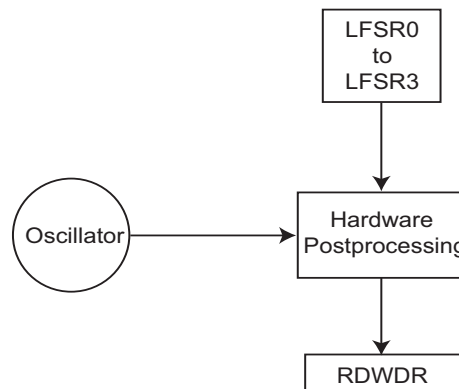 LFSR0
to
LFSR3
Oscillator
Hardware
Postprocessing
RDWDR